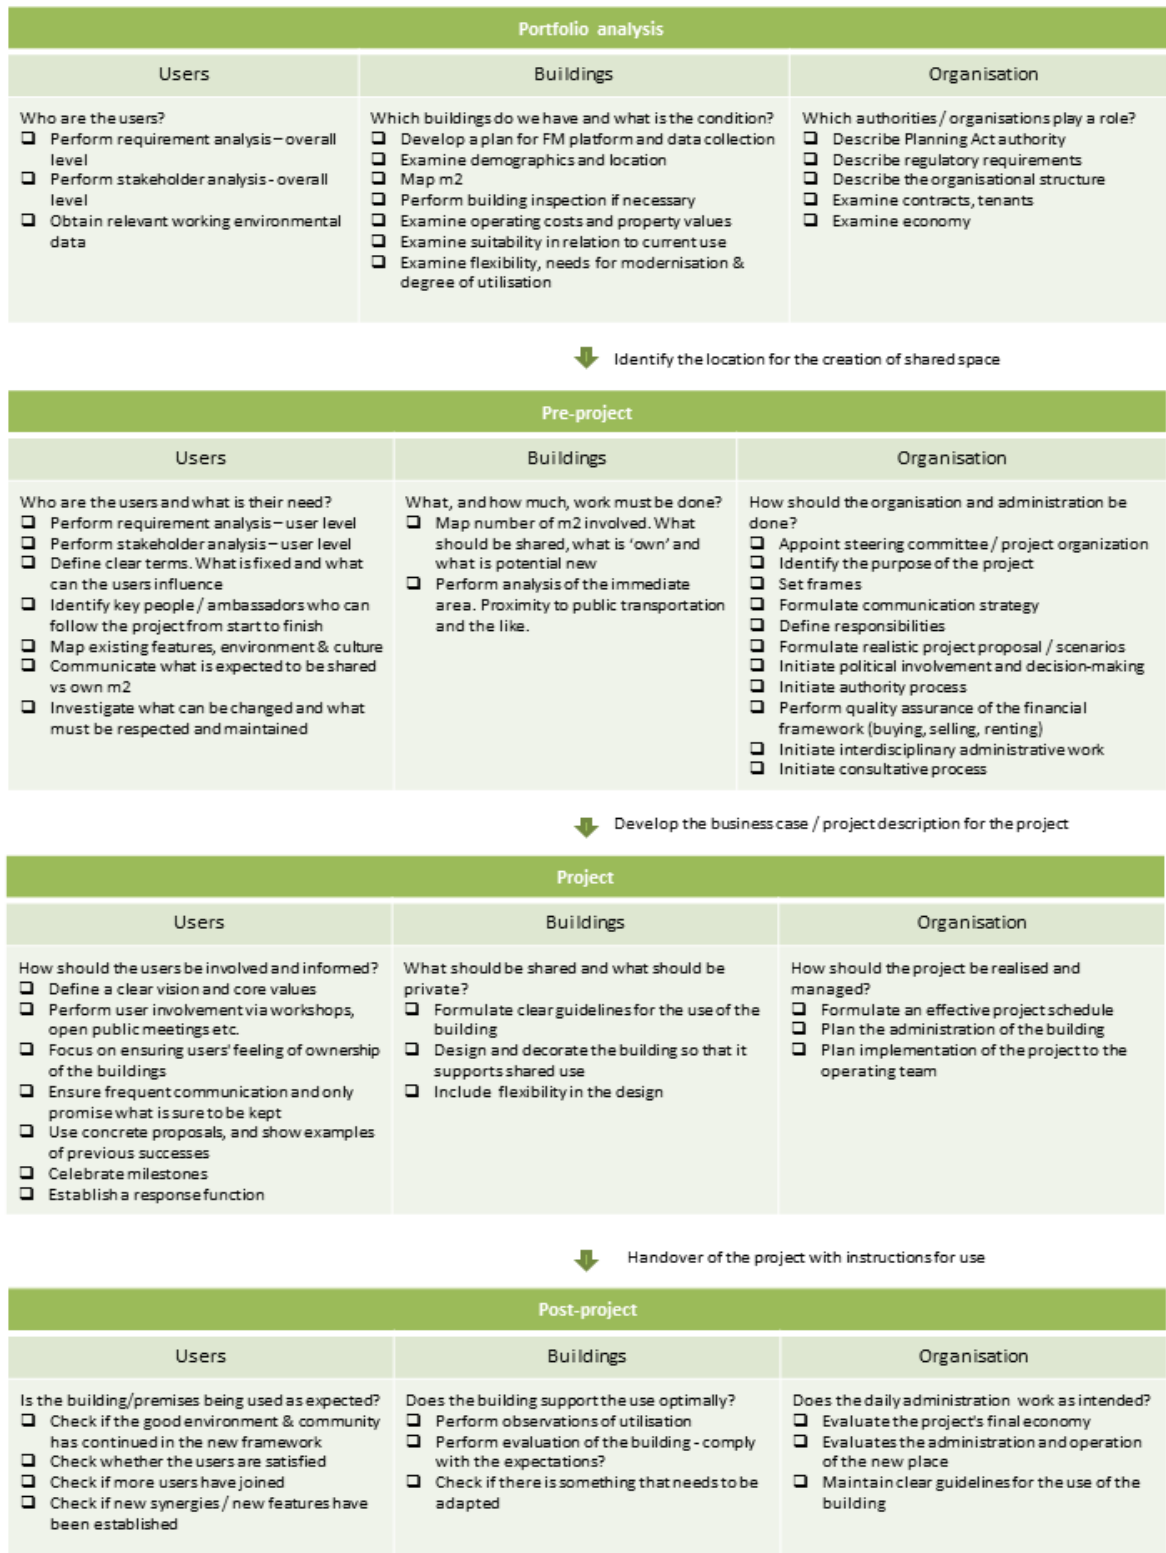 Portfolio analysis
Users
Buildings
Organisation
Who are the users?
❑ Perform requirement analysis – overall
level
❑ Perform stakeholder analysis - overall
level
❑ Obtain relevant working environmental
data
Which buildings do we have and what is the condition?
❑ Develop a plan for FM platform and data collection
❑ Examine demographics and location
❑ Map m2
❑ Perform building inspection if necessary
❑ Examine operating costs and property values
❑ Examine suitability in relation to current use
❑ Examine flexibility, needs for modernisation &
degree of utilisation
Which authorities / organisations play a role?
❑ Describe Planning Act authority
❑ Describe regulatory requirements
❑ Describe the organisational structure
❑ Examine contracts, tenants
❑ Examine economy
Identify the location for the creation of shared space
Pre-project
Users
Buildings
Organisation
Who are the users and what is their need?
❑ Perform requirement analysis – user level
❑ Perform stakeholder analysis – user level
❑ Define clear terms. What is fixed and what
can the users influence
❑ Identify key people / ambassadors who can
follow the project from start to finish
❑ Map existing features, environment & culture
❑ Communicate what is expected to be shared
vs own m2
❑ Investigate what can be changed and what
must be respected and maintained
What, and how much, work must be done?
❑ Map number of m2 involved. What
should be shared, what is 'own' and
what is potential new
❑ Perform analysis of the immediate
area. Proximity to public transportation
and the like.
How should the organisation and administration be
done?
❑ Appoint steering committee / project organization
❑ Identify the purpose of the project
❑ Set frames
❑ Formulate communication strategy
❑ Define responsibilities
❑ Formulate realistic project proposal / scenarios
❑ Initiate political involvement and decision-making
❑ Initiate authority process
❑ Perform quality assurance of the financial
framework (buying, selling, renting)
❑ Initiate interdisciplinary administrative work
❑ Initiate consultative process
Develop the business case / project description for the project
Project
Users
Buildings
Organisation
How should the users be involved and informed?
❑ Define a clear vision and core values
❑ Perform user involvement via workshops,
open public meetings etc.
❑ Focus on ensuring users' feeling of ownership
of the buildings
❑ Ensure frequent communication and only
promise what is sure to be kept
❑ Use concrete proposals, and show examples
of previous successes
❑ Celebrate milestones
❑ Establish a response function
What should be shared and what should be
private?
❑ Formulate clear guidelines for the use of the
building
❑ Design and decorate the building so that it
supports shared use
❑ Include flexibility in the design
How should the project be realised and
managed?
❑ Formulate an effective project schedule
❑ Plan the administration of the building
❑ Plan implementation of the project to the
operating team
Handover of the project with instructions for use
Post-project
Users
Buildings
Organisation
Is the building/premises being used as expected?
❑ Check if the good environment & community
has continued in the new framework
❑ Check whether the users are satisfied
❑ Check if more users have joined
❑ Check if new synergies / new features have
been established
Does the building support the use optimally?
❑ Perform observations of utilisation
❑ Perform evaluation of the building - comply
with the expectations?
❑ Check if there is something that needs to be
adapted
Does the daily administration work as intended?
❑ Evaluate the project's final economy
❑ Evaluates the administration and operation
of the new place
❑ Maintain clear guidelines for the use of the
building